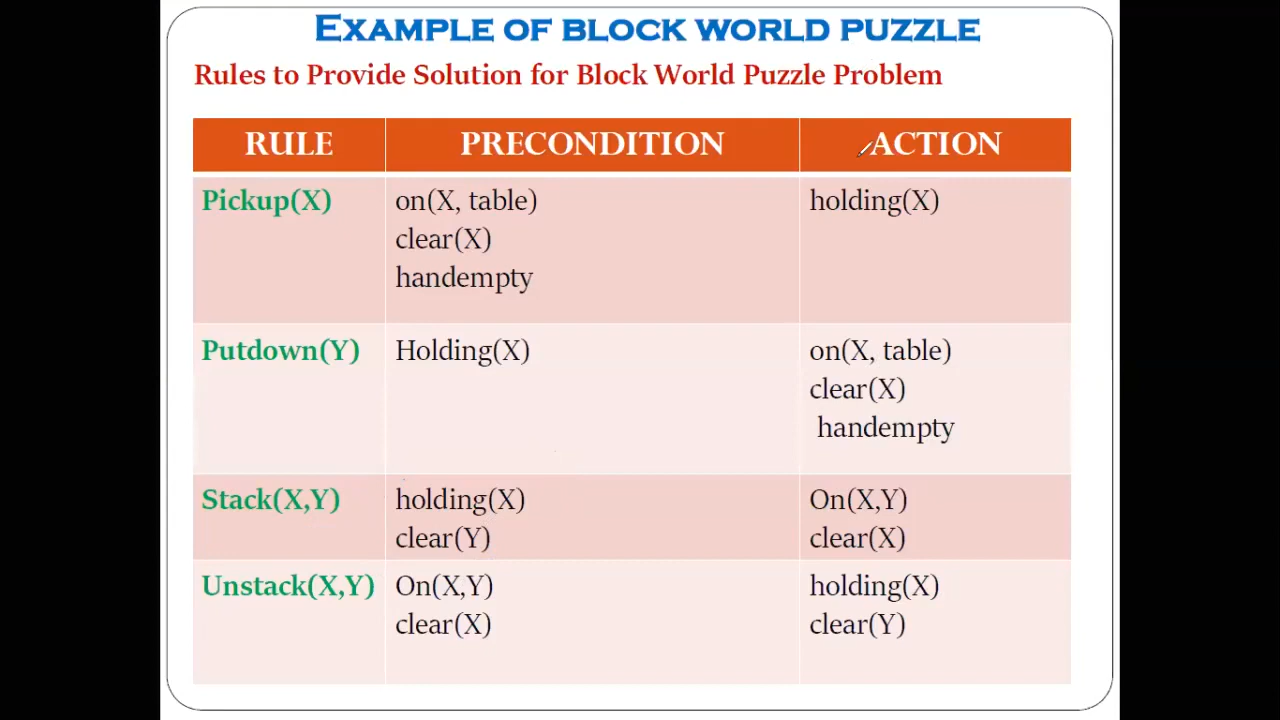 EXAMPLE OF BLOCK WORLD PUZZLE
Rules to Provide Solution for Block World Puzzle Problem
RULE PRECONDITION ACTION
Pickup(X) on(X, table) holding(X)
clear(X)
handempty
Putdown(Y) Holding(X) on(X, table)
clear(X)
handempty
Stack(X,Y) holding(X) On(X,Y)
clear(Y) clear(X)
Unstack(X,Y) On(X,Y) holding(X)
clear(X) clear(Y)